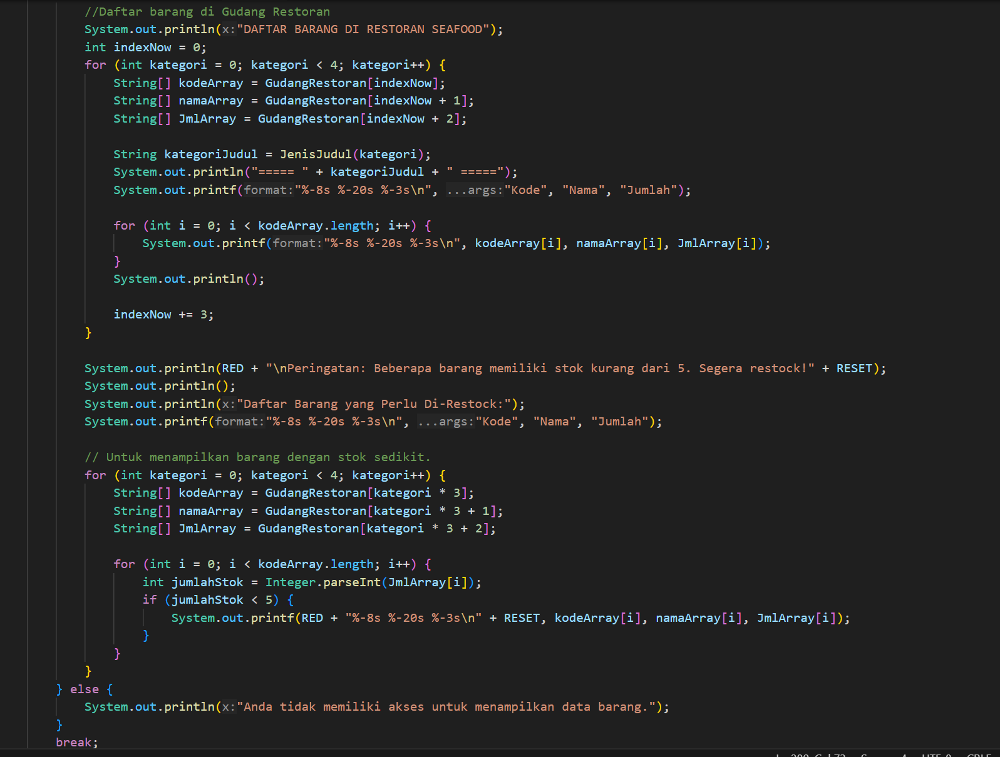 //Daftar barang di Gudang Restoran
System.out.println(x:"DAFTAR BARANG DI RESTORAN SEAFOOD");
int indexNow = 0;
for (int kategori = 0; kategori < 4; kategori++) {
String[] kodeArray = GudangRestoran[indexNow];
String[] namaArray = GudangRestoran[indexNow + 1];
String[] JmlArray = GudangRestoran[indexNow + 2];
String kategoriJudul = JenisJudul(kategori);
System.out.println("===== " + kategoriJudul + " =====");
System.out.printf(format:"%-8s %-20s %-3s\n", ...args:"Kode", "Nama", "Jumlah");
for (int i = 0; i < kodeArray.length; i++) {
System.out.printf(format:"%-8s %-20s %-3s\n", kodeArray[i], namaArray[i], JmlArray[i]);
}
System.out.println();
indexNow += 3;
}
System.out.println(RED + "\nPeringatan: Beberapa barang memiliki stok kurang dari 5. Segera restock!" + RESET);
System.out.println();
System.out.println(x:"Daftar Barang yang Perlu Di-Restock:");
System.out.printf(format:"%-8s %-20s %-3s\n", ...args:"Kode", "Nama", "Jumlah");
// Untuk menampilkan barang dengan stok sedikit.
for (int kategori = 0; kategori < 4; kategori++) {
String[] kodeArray = GudangRestoran[kategori * 3];
String[] namaArray = GudangRestoran[kategori * 3 + 1];
String[] JmlArray = GudangRestoran[kategori * 3 + 2];
for (int i = 0; i < kodeArray.length; i++) {
int jumlahStok = Integer.parseInt(JmlArray[i]);
if (jumlahStok < 5) {
System.out.printf(RED + "%-8s %-20s %-3s\n" + RESET, kodeArray[i], namaArray[i], JmlArray[i]);
}
}
}
} else {
System.out.println(x:"Anda tidak memiliki akses untuk menampilkan data barang.");
}
break;